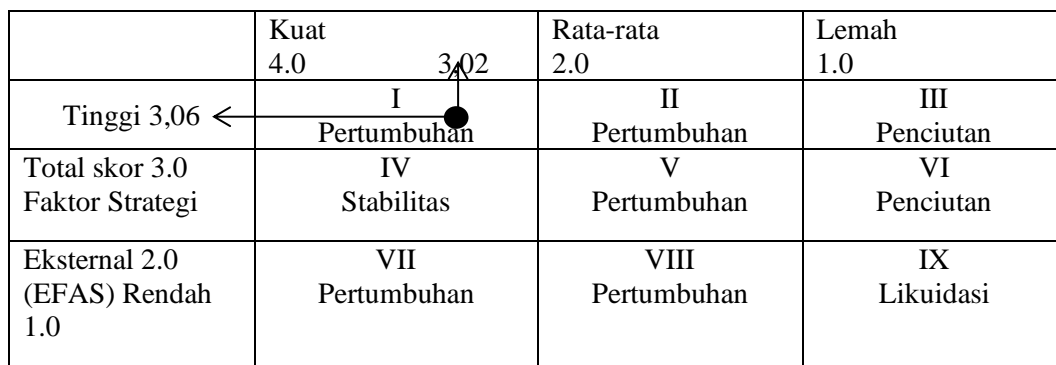 Kuat Rata-rata Lemah
4.0 3,02 2.0 1.0
Tinggi 3,06 I II III
Pertumbuhan Pertumbuhan Penciutan
Total skor 3.0 IV V VI
Faktor Strategi Stabilitas Pertumbuhan Penciutan
Eksternal 2.0 VII VIII IX
(EFAS) Rendah Pertumbuhan Pertumbuhan Likuidasi
1.0